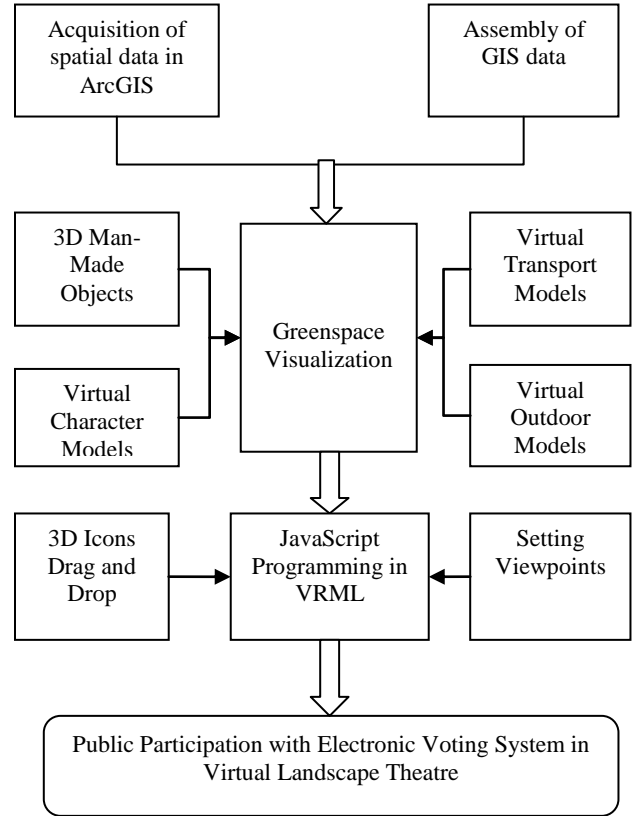 Acquisition of
spatial data in
ArcGIS
Assembly of
GIS data
3D Man-
Made
Objects
Virtual
Transport
Models
Greenspace
Visualization
Virtual
Character
Models
Virtual
Outdoor
Models
3D Icons
Drag and
Drop
JavaScript
Programming in
VRML
Setting
Viewpoints
Public Participation with Electronic Voting System in
Virtual Landscape Theatre